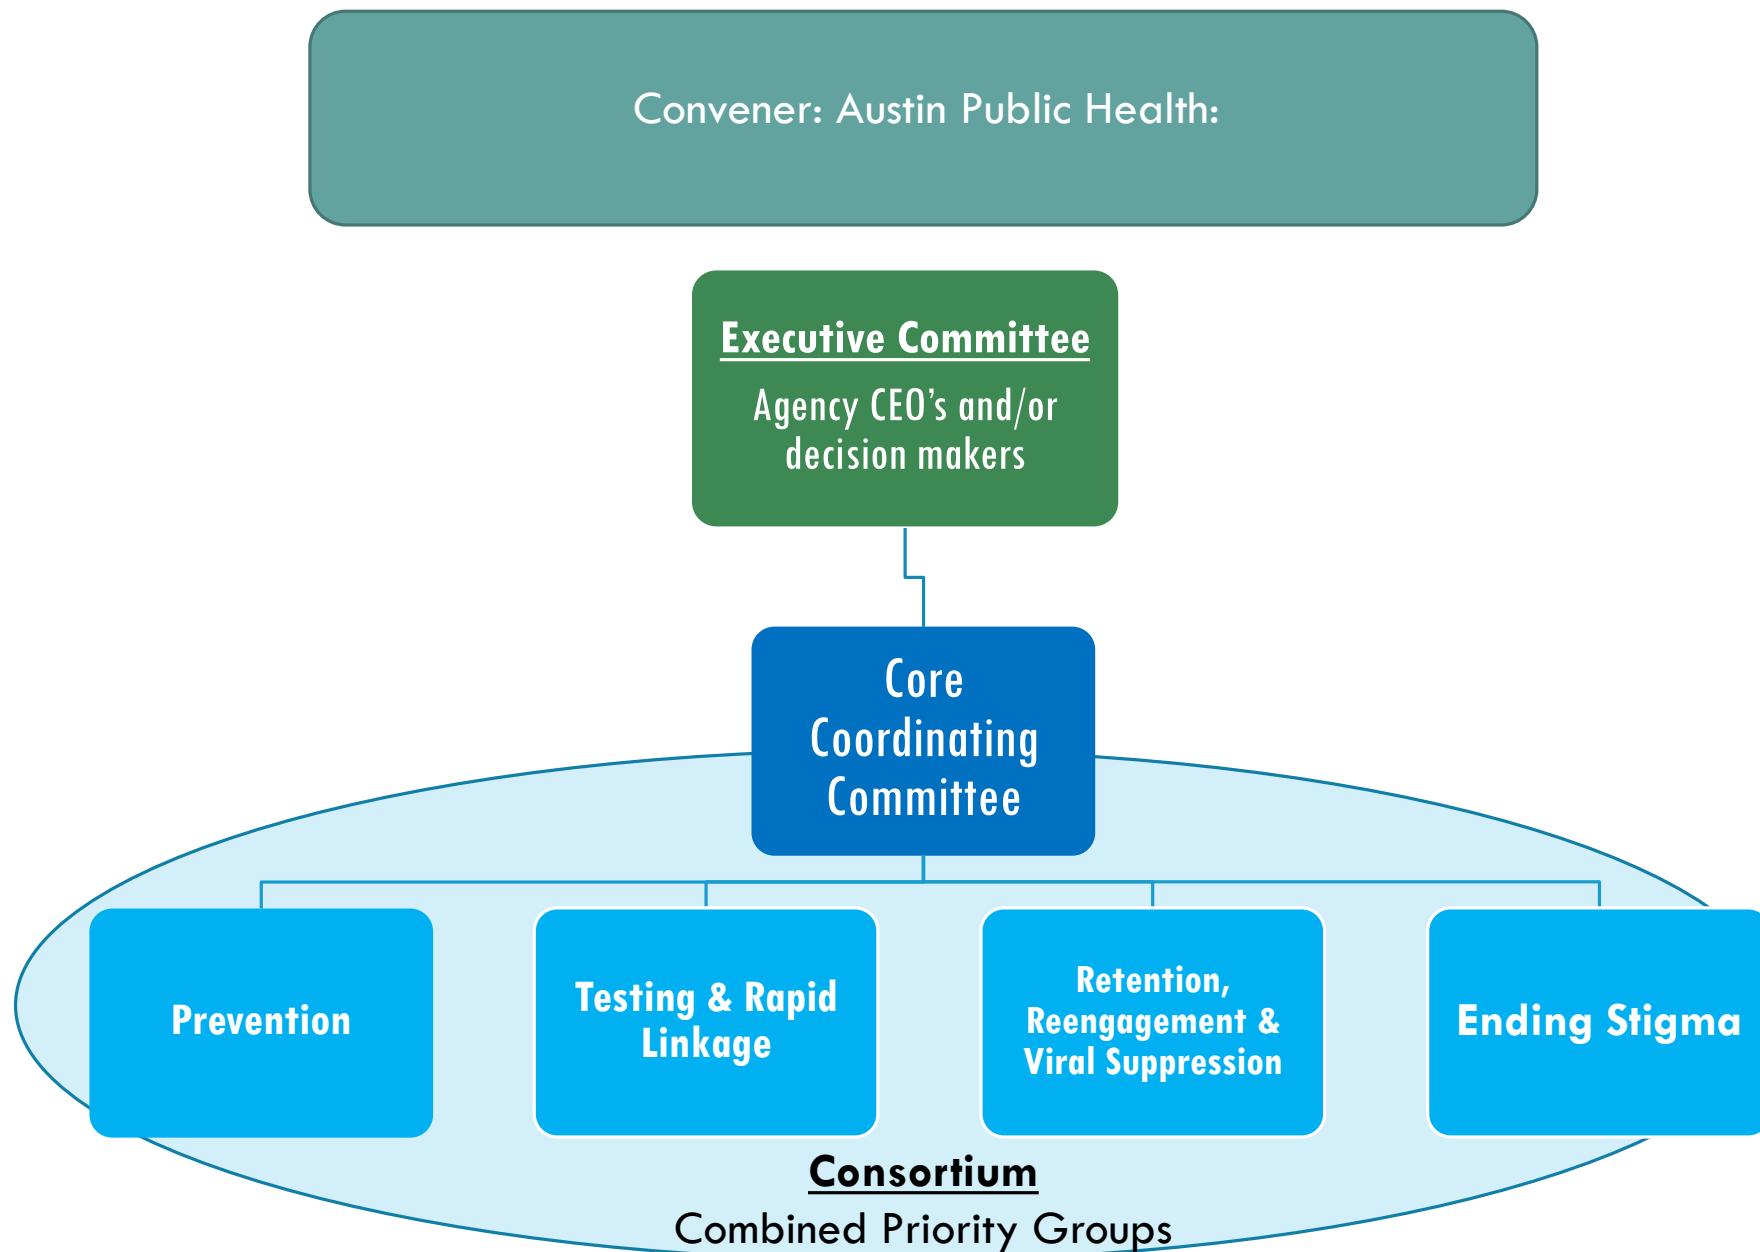 Convener: Austin Public Health:
Executive Committee
Agency CEO’s and/or
decision makers
Core
Coordinating
Committee
Prevention
Testing & Rapid
Linkage
Retention,
Reengagement &
Viral Suppression
Ending Stigma
Consortium
Combined Priority Groups